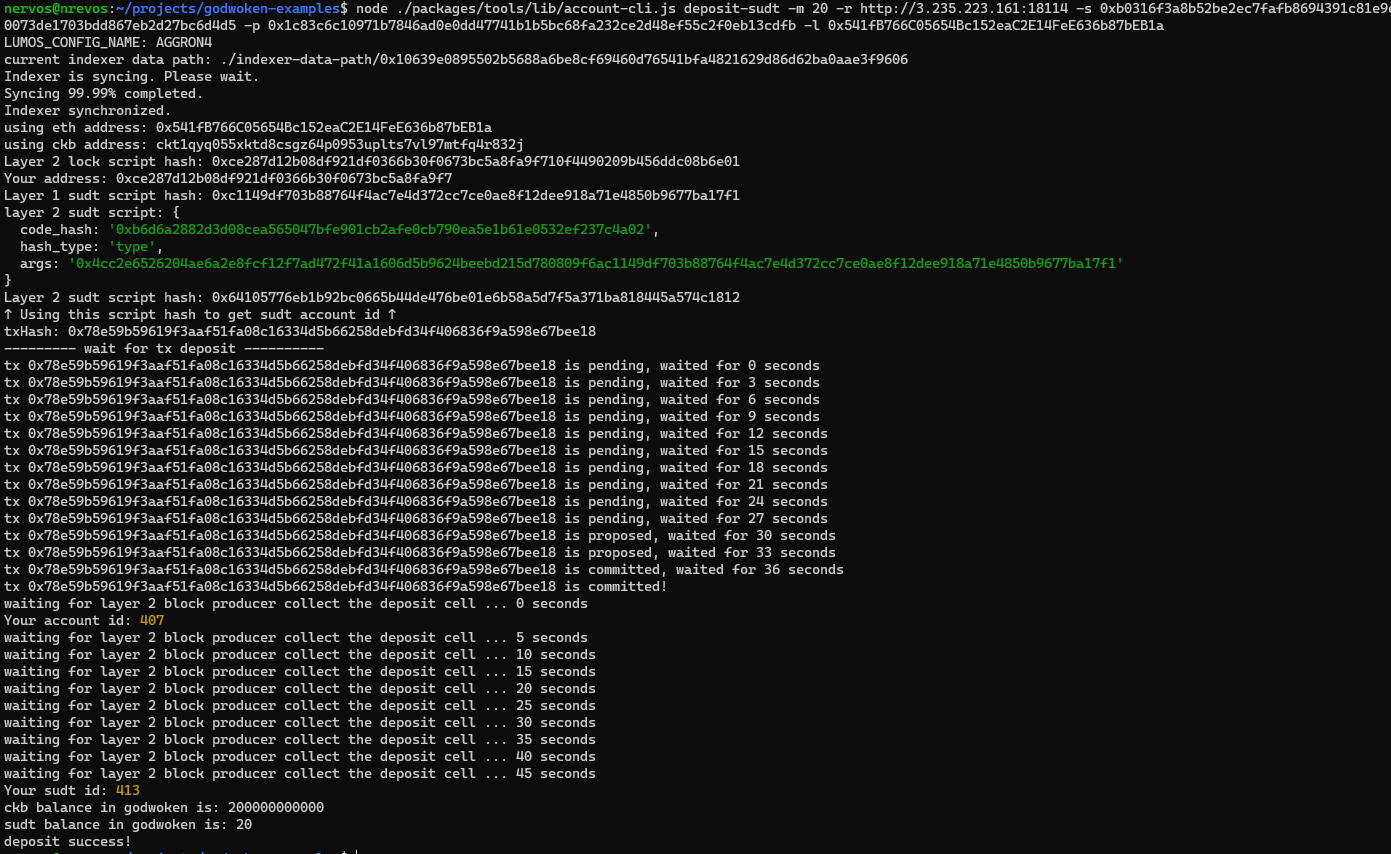 nervos@nrevos:~/projects/godwoken-examples$ node ./packages/tools/lib/account-cli.js deposit-sudt -m 20 -r http://3.235.223.161:18114 -s 0xb0316f3a8b52be2ec7fafb8694391c81e9e
0073de1703bdd867eb2d27bc6d4d5 -p 0x1c83c6c10971b7846ad0e0dd47741b1b5bc68fa232ce2d48ef55c2f0eb13cdfb -l 0x541fB766C05654Bc152eaC2E14FeE636b87bEB1a
LUMOS_CONFIG_NAME: AGGRON4
current indexer data path: ./indexer-data-path/0x10639e0895502b5688a6be8cf69460d76541bfa4821629d86d62ba0aae3f9606
Indexer is syncing. Please wait.
Syncing 99.99% completed.
Indexer synchronized.
using eth address: 0x541fB766C05654Bc152eaC2E14FeE636b87bEB1a
using ckb address: ckt1qyq055xktd8csgz64p0953uplts7vl97mtfq4r832j
Layer 2 lock script hash: 0xce287d12b08df921df0366b30f0673bc5a8fa9f710f4490209b456ddc08b6e01
Your address: 0xce287d12b08df921df0366b30f0673bc5a8fa9f7
Layer 1 sudt script hash: 0xc1149df703b88764f4ac7e4d372cc7ce0ae8f12dee918a71e4850b9677ba17f1
layer 2 sudt script: {
  code_hash: '0xb6d6a2882d3d08cea565047bfe901cb2afe0cb790ea5e1b61e0532ef237c4a02',
  hash_type: 'type',
  args: '0x4cc2e6526204ae6a2e8fcf12f7ad472f41a1606d5b9624beebd215d780809f6ac1149df703b88764f4ac7e4d372cc7ce0ae8f12dee918a71e4850b9677ba17f1'
}
Layer 2 sudt script hash: 0x64105776eb1b92bc0665b44de476be01e6b58a5d7f5a371ba818445a574c1812
↑ Using this script hash to get sudt account id ↑
txHash: 0x78e59b59619f3aaf51fa08c16334d5b66258debfd34f406836f9a598e67bee18
--------- wait for tx deposit ----------
tx 0x78e59b59619f3aaf51fa08c16334d5b66258debfd34f406836f9a598e67bee18 is pending, waited for 0 seconds
tx 0x78e59b59619f3aaf51fa08c16334d5b66258debfd34f406836f9a598e67bee18 is pending, waited for 3 seconds
tx 0x78e59b59619f3aaf51fa08c16334d5b66258debfd34f406836f9a598e67bee18 is pending, waited for 6 seconds
tx 0x78e59b59619f3aaf51fa08c16334d5b66258debfd34f406836f9a598e67bee18 is pending, waited for 9 seconds
tx 0x78e59b59619f3aaf51fa08c16334d5b66258debfd34f406836f9a598e67bee18 is pending, waited for 12 seconds
tx 0x78e59b59619f3aaf51fa08c16334d5b66258debfd34f406836f9a598e67bee18 is pending, waited for 15 seconds
tx 0x78e59b59619f3aaf51fa08c16334d5b66258debfd34f406836f9a598e67bee18 is pending, waited for 18 seconds
tx 0x78e59b59619f3aaf51fa08c16334d5b66258debfd34f406836f9a598e67bee18 is pending, waited for 21 seconds
tx 0x78e59b59619f3aaf51fa08c16334d5b66258debfd34f406836f9a598e67bee18 is pending, waited for 24 seconds
tx 0x78e59b59619f3aaf51fa08c16334d5b66258debfd34f406836f9a598e67bee18 is pending, waited for 27 seconds
tx 0x78e59b59619f3aaf51fa08c16334d5b66258debfd34f406836f9a598e67bee18 is proposed, waited for 30 seconds
tx 0x78e59b59619f3aaf51fa08c16334d5b66258debfd34f406836f9a598e67bee18 is proposed, waited for 33 seconds
tx 0x78e59b59619f3aaf51fa08c16334d5b66258debfd34f406836f9a598e67bee18 is committed, waited for 36 seconds
tx 0x78e59b59619f3aaf51fa08c16334d5b66258debfd34f406836f9a598e67bee18 is committed!
waiting for layer 2 block producer collect the deposit cell ... 0 seconds
Your account id: 407
waiting for layer 2 block producer collect the deposit cell ... 5 seconds
waiting for layer 2 block producer collect the deposit cell ... 10 seconds
waiting for layer 2 block producer collect the deposit cell ... 15 seconds
waiting for layer 2 block producer collect the deposit cell ... 20 seconds
waiting for layer 2 block producer collect the deposit cell ... 25 seconds
waiting for layer 2 block producer collect the deposit cell ... 30 seconds
waiting for layer 2 block producer collect the deposit cell ... 35 seconds
waiting for layer 2 block producer collect the deposit cell ... 40 seconds
waiting for layer 2 block producer collect the deposit cell ... 45 seconds
Your sudt id: 413
ckb balance in godwoken is: 200000000000
sudt balance in godwoken is: 20
deposit success!